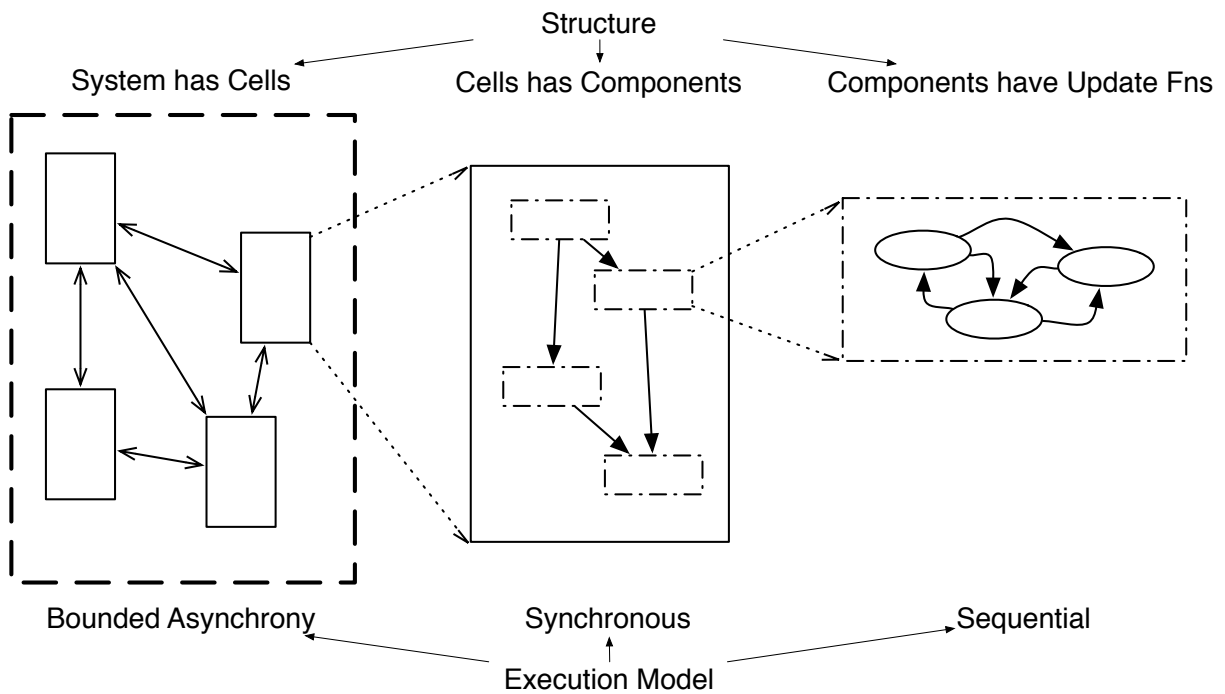 Structure
System has Cells
Cells has Components
Components have Update Fns
Bounded Asynchrony
Synchronous
Sequential
Execution Model